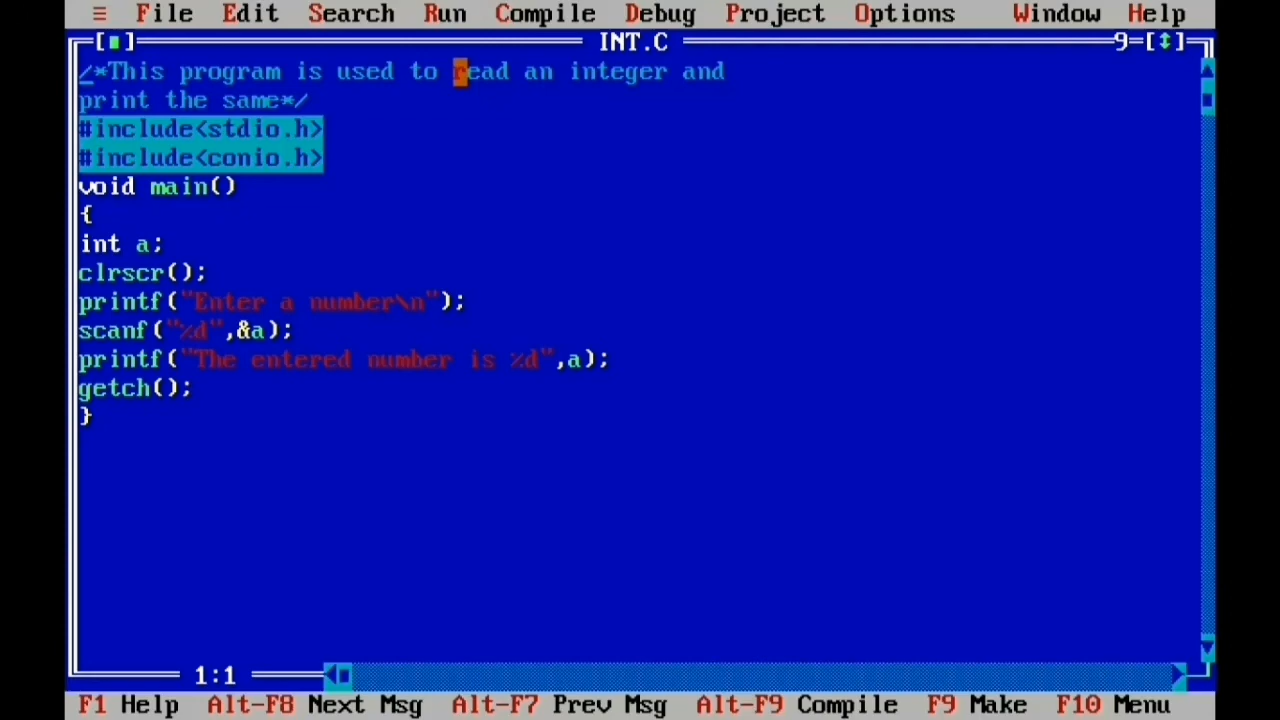 ≡ File Edit Search Run Compile Debug Project Options Window Help
[■] INT.C 9=[↕]
/*This program is used to read an integer and
print the same*/
#include<stdio.h>
#include<conio.h>
void main()
{
int a;
clrscr();
printf("Enter a number\n");
scanf("%d",&a);
printf("The entered number is %d",a);
getch();
}
1:1
F1 Help Alt-F8 Next Msg Alt-F7 Prev Msg Alt-F9 Compile F9 Make F10 Menu